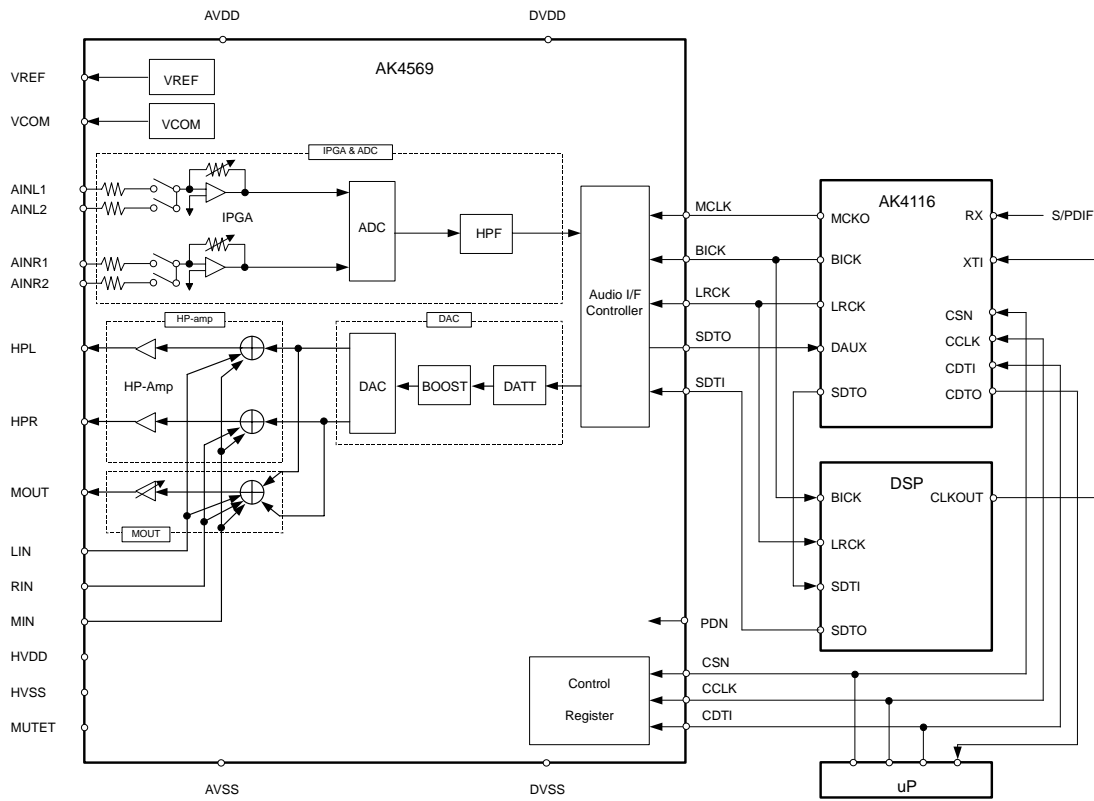 AVDD
DVDD
AK4569
VREF
VREF
VCOM
VCOM
IPGA & ADC
AINL1
AINL2
IPGA
AINR1
AINR2
ADC
HPF
Audio I/F
Controller
MCLK
BICK
LRCK
SDTO
SDTI
AK4116
MCKO
BICK
LRCK
DAUX
SDTO
RX
XTI
CSN
CCLK
CDTI
CDTO
S/PDIF
HP-amp
DAC
HPL
HP-Amp
HPR
DAC
BOOST
DATT
MOUT
MOUT
LIN
RIN
MIN
HVDD
HVSS
MUTET
DSP
BICK
LRCK
SDTI
SDTO
CLKOUT
PDN
Control
Register
CSN
CCLK
CDTI
uP
AVSS
DVSS